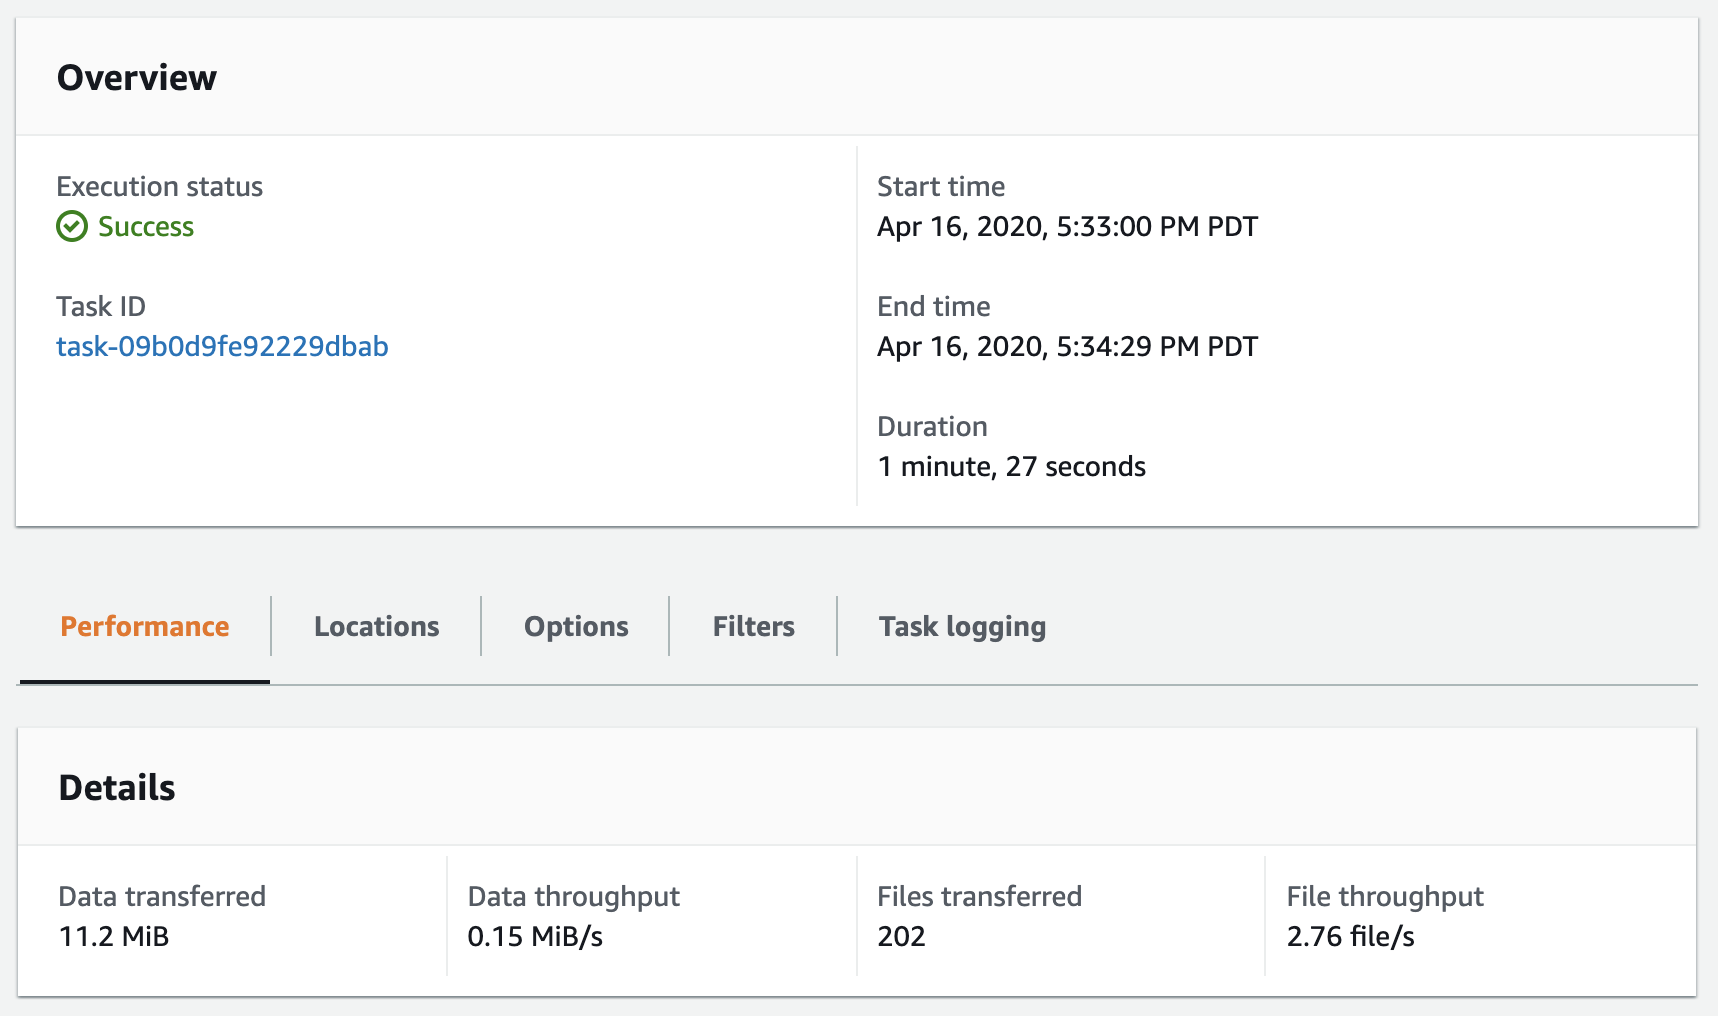 Overview
Execution status
Success
Task ID
task-09b0d9fe92229dbab
Start time
Apr 16, 2020, 5:33:00 PM PDT
End time
Apr 16, 2020, 5:34:29 PM PDT
Duration
1 minute, 27 seconds
Performance
Locations
Options
Filters
Task logging
Details
Data transferred
11.2 MiB
Data throughput
0.15 MiB/s
Files transferred
202
File throughput
2.76 file/s